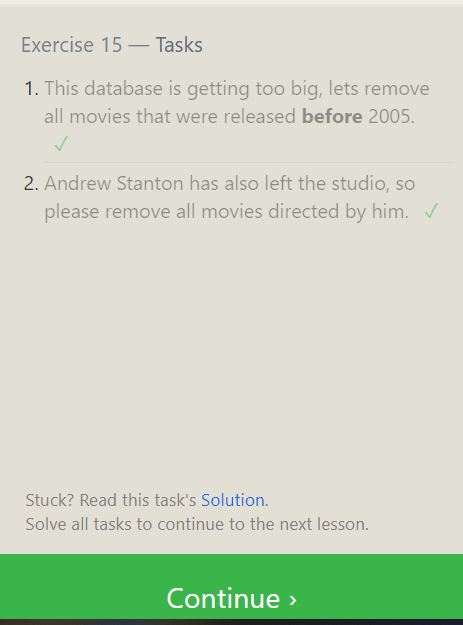 Exercise 15 — Tasks
1. This database is getting too big, lets remove
all movies that were released before 2005.
✓
2. Andrew Stanton has also left the studio, so
please remove all movies directed by him. ✓
Stuck? Read this task's Solution.
Solve all tasks to continue to the next lesson.
Continue ›